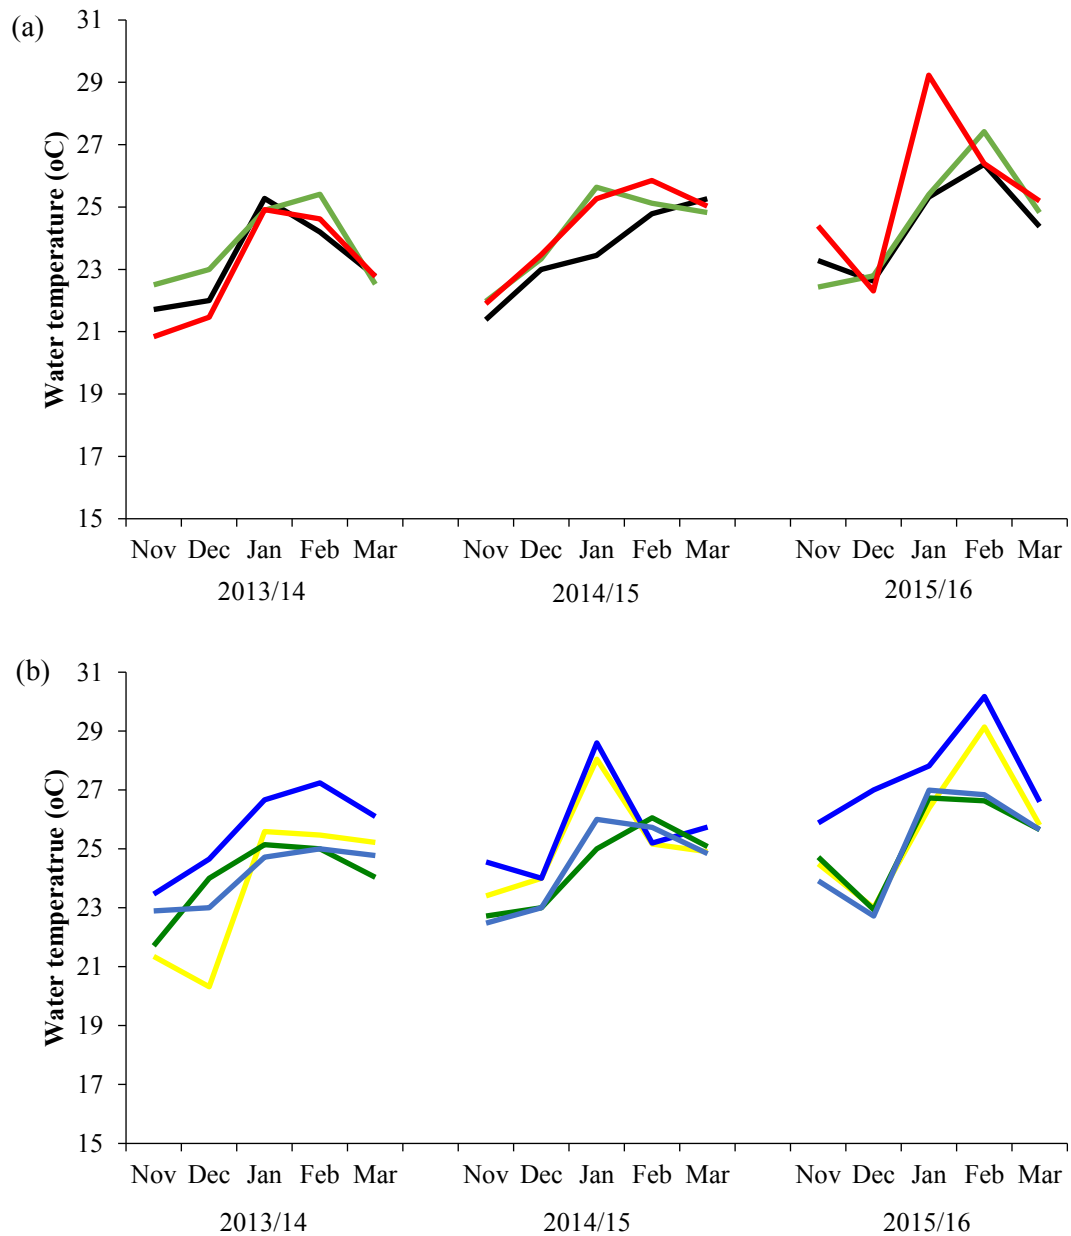 (a)
Water temperature (oC)
31
29
27
25
23
21
19
17
15
Nov Dec Jan Feb Mar Nov Dec Jan Feb Mar Nov Dec Jan Feb Mar
2013/14 2014/15 2015/16
(b)
Water temperatrue (oC)
31
29
27
25
23
21
19
17
15
Nov Dec Jan Feb Mar Nov Dec Jan Feb Mar Nov Dec Jan Feb Mar
2013/14 2014/15 2015/16